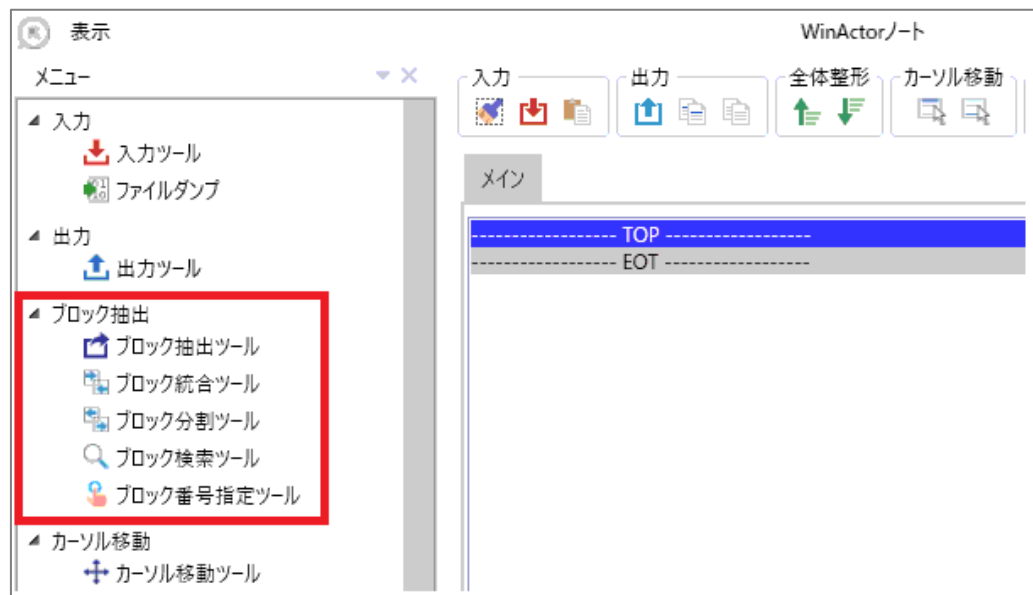 表示
WinActorノート
メニュー
入力
入力ツール
ファイルダンプ
出力
出力ツール
ブロック抽出
ブロック抽出ツール
ブロック統合ツール
ブロック分割ツール
ブロック検索ツール
ブロック番号指定ツール
カーソル移動
カーソル移動ツール
入力
出力
全体整形
カーソル移動
メイン
------------------ TOP ------------------
------------------ EOT ------------------